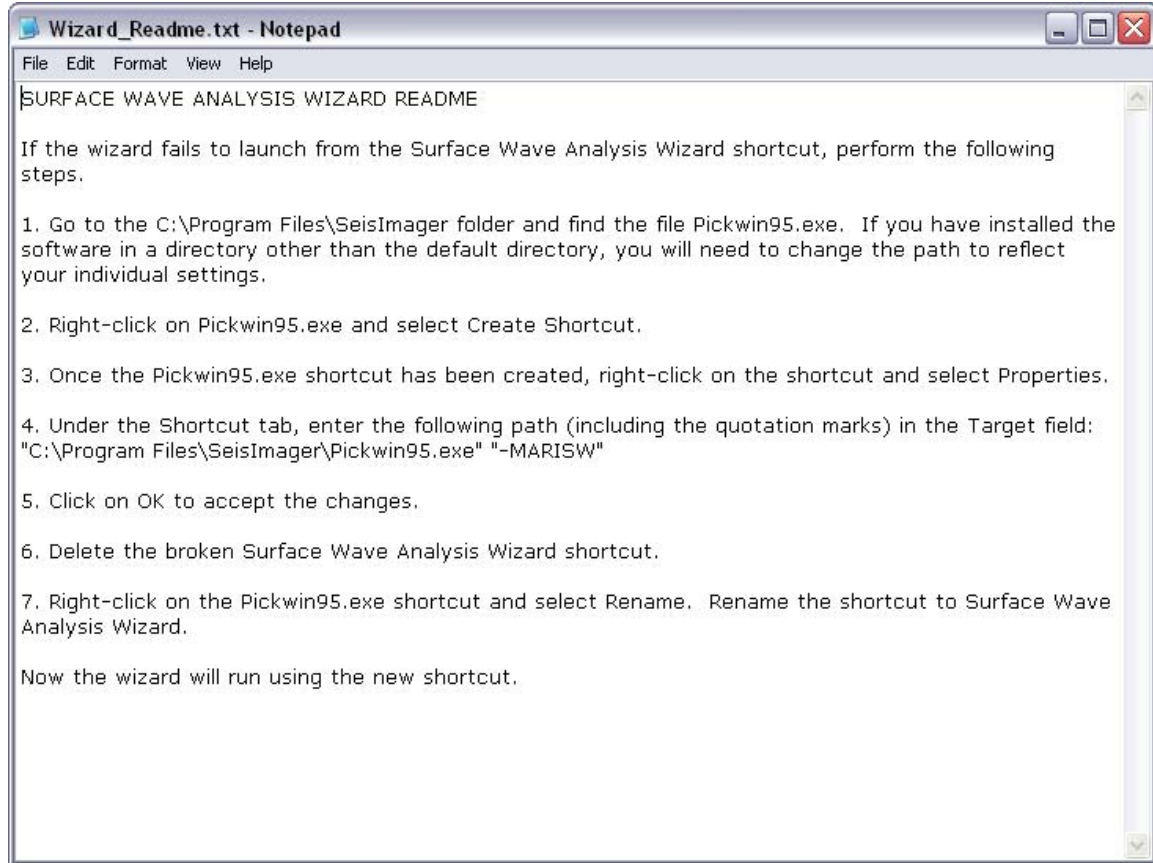 Wizard_Readme.txt - Notepad
File Edit Format View Help
SURFACE WAVE ANALYSIS WIZARD README
If the wizard fails to launch from the Surface Wave Analysis Wizard shortcut, perform the following
steps.
1. Go to the C:\Program Files\SeisImager folder and find the file Pickwin95.exe.  If you have installed the
software in a directory other than the default directory, you will need to change the path to reflect
your individual settings.
2. Right-click on Pickwin95.exe and select Create Shortcut.
3. Once the Pickwin95.exe shortcut has been created, right-click on the shortcut and select Properties.
4. Under the Shortcut tab, enter the following path (including the quotation marks) in the Target field:
"C:\Program Files\SeisImager\Pickwin95.exe" "-MARISW"
5. Click on OK to accept the changes.
6. Delete the broken Surface Wave Analysis Wizard shortcut.
7. Right-click on the Pickwin95.exe shortcut and select Rename.  Rename the shortcut to Surface Wave
Analysis Wizard.
Now the wizard will run using the new shortcut.